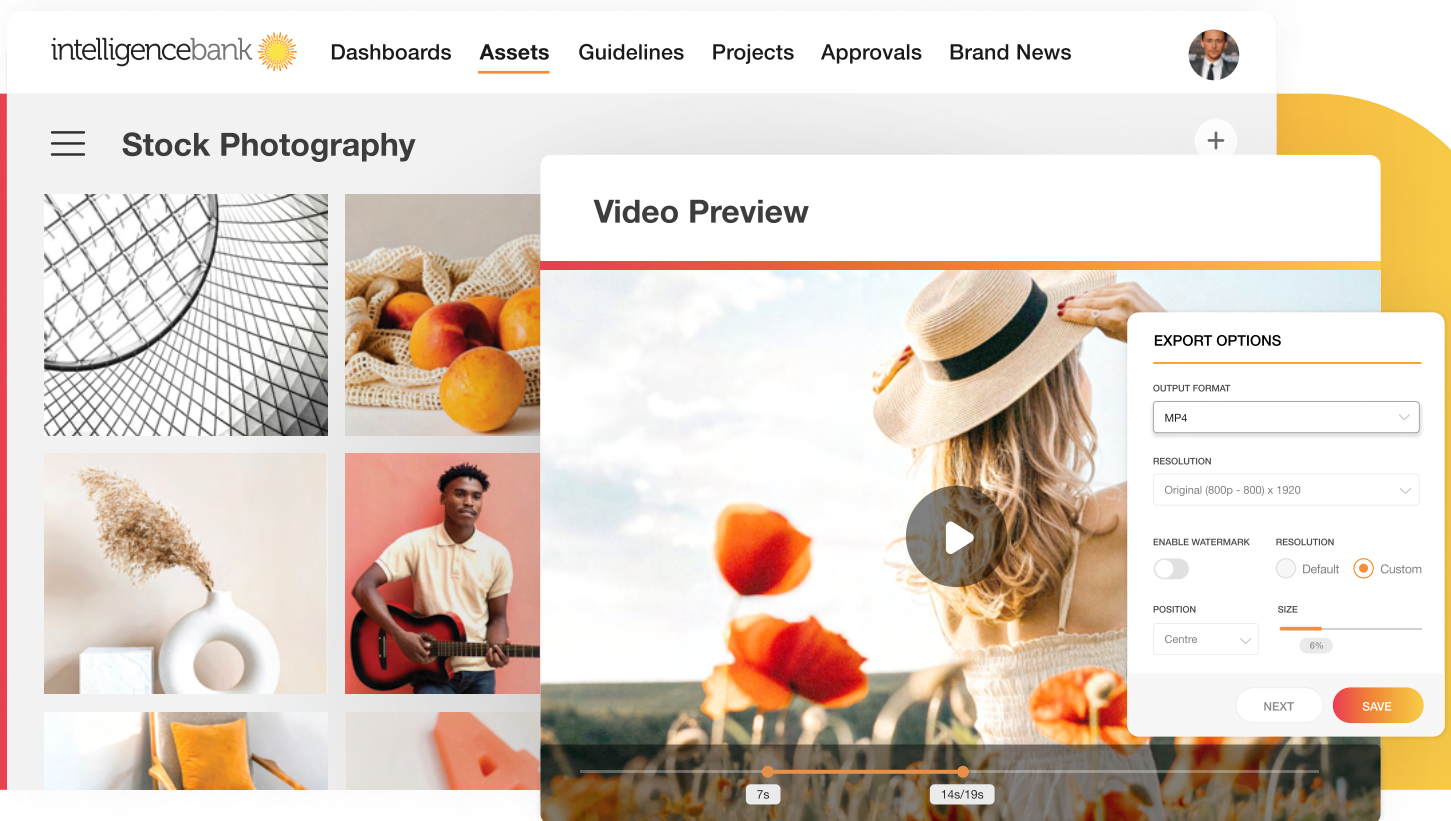 intelligencebank Dashboards Assets Guidelines Projects Approvals Brand News
Stock Photography
Video Preview
EXPORT OPTIONS
OUTPUT FORMAT
MP4
RESOLUTION
Original (800p - 800) x 1920
ENABLE WATERMARK RESOLUTION
Default Custom
POSITION SIZE
Centre
6%
NEXT SAVE
7s 14s/19s